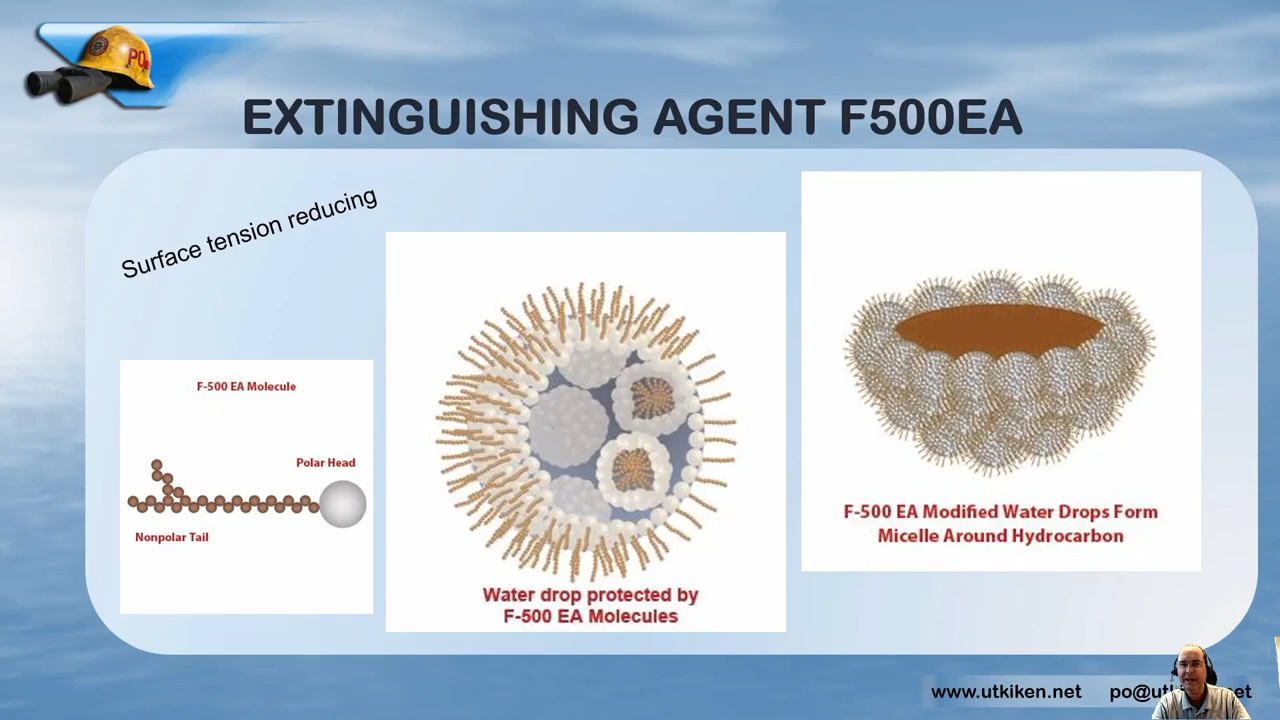 PO
EXTINGUISHING AGENT F500EA
Surface tension reducing
F-500 EA Molecule
Polar Head
Nonpolar Tail
Water drop protected by
F-500 EA Molecules
F-500 EA Modified Water Drops Form
Micelle Around Hydrocarbon
www.utkiken.net